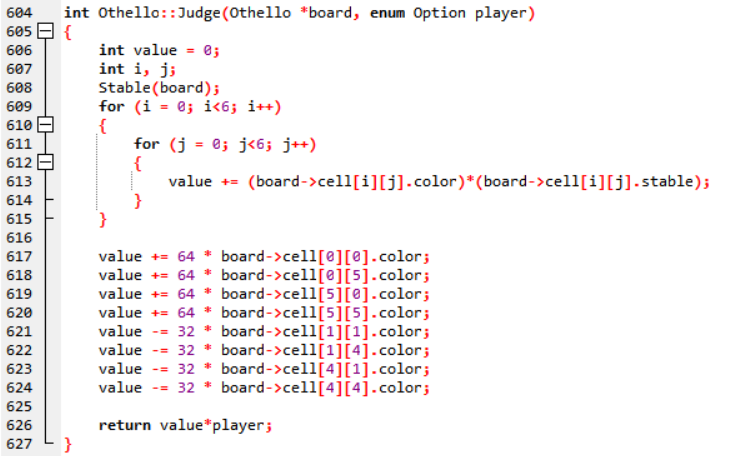 604 int Othello::Judge(Othello *board, enum Option player)
605 {
606 int value = 0;
607 int i, j;
608 Stable(board);
609 for (i = 0; i<6; i++)
610 {
611 for (j = 0; j<6; j++)
612 {
613 value += (board->cell[i][j].color)*(board->cell[i][j].stable);
614 }
615 }
616
617 value += 64 * board->cell[0][0].color;
618 value += 64 * board->cell[0][5].color;
619 value += 64 * board->cell[5][0].color;
620 value += 64 * board->cell[5][5].color;
621 value -= 32 * board->cell[1][1].color;
622 value -= 32 * board->cell[1][4].color;
623 value -= 32 * board->cell[4][1].color;
624 value -= 32 * board->cell[4][4].color;
625
626 return value*player;
627 }